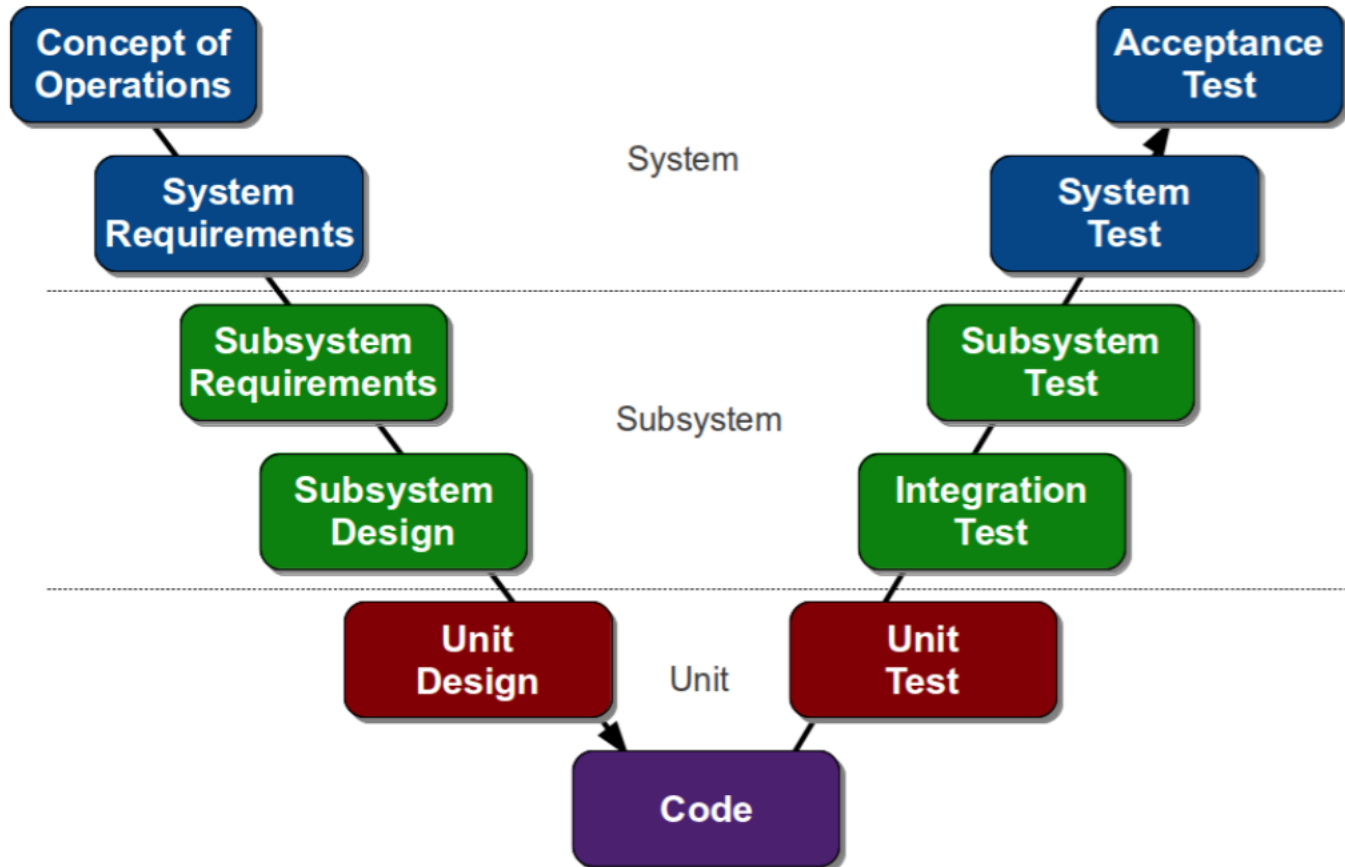 Concept of
Operations
Acceptance
Test
System
System
Requirements
System
Test
Subsystem
Requirements
Subsystem
Test
Subsystem
Subsystem
Design
Integration
Test
Unit
Design
Unit
Unit
Test
Code